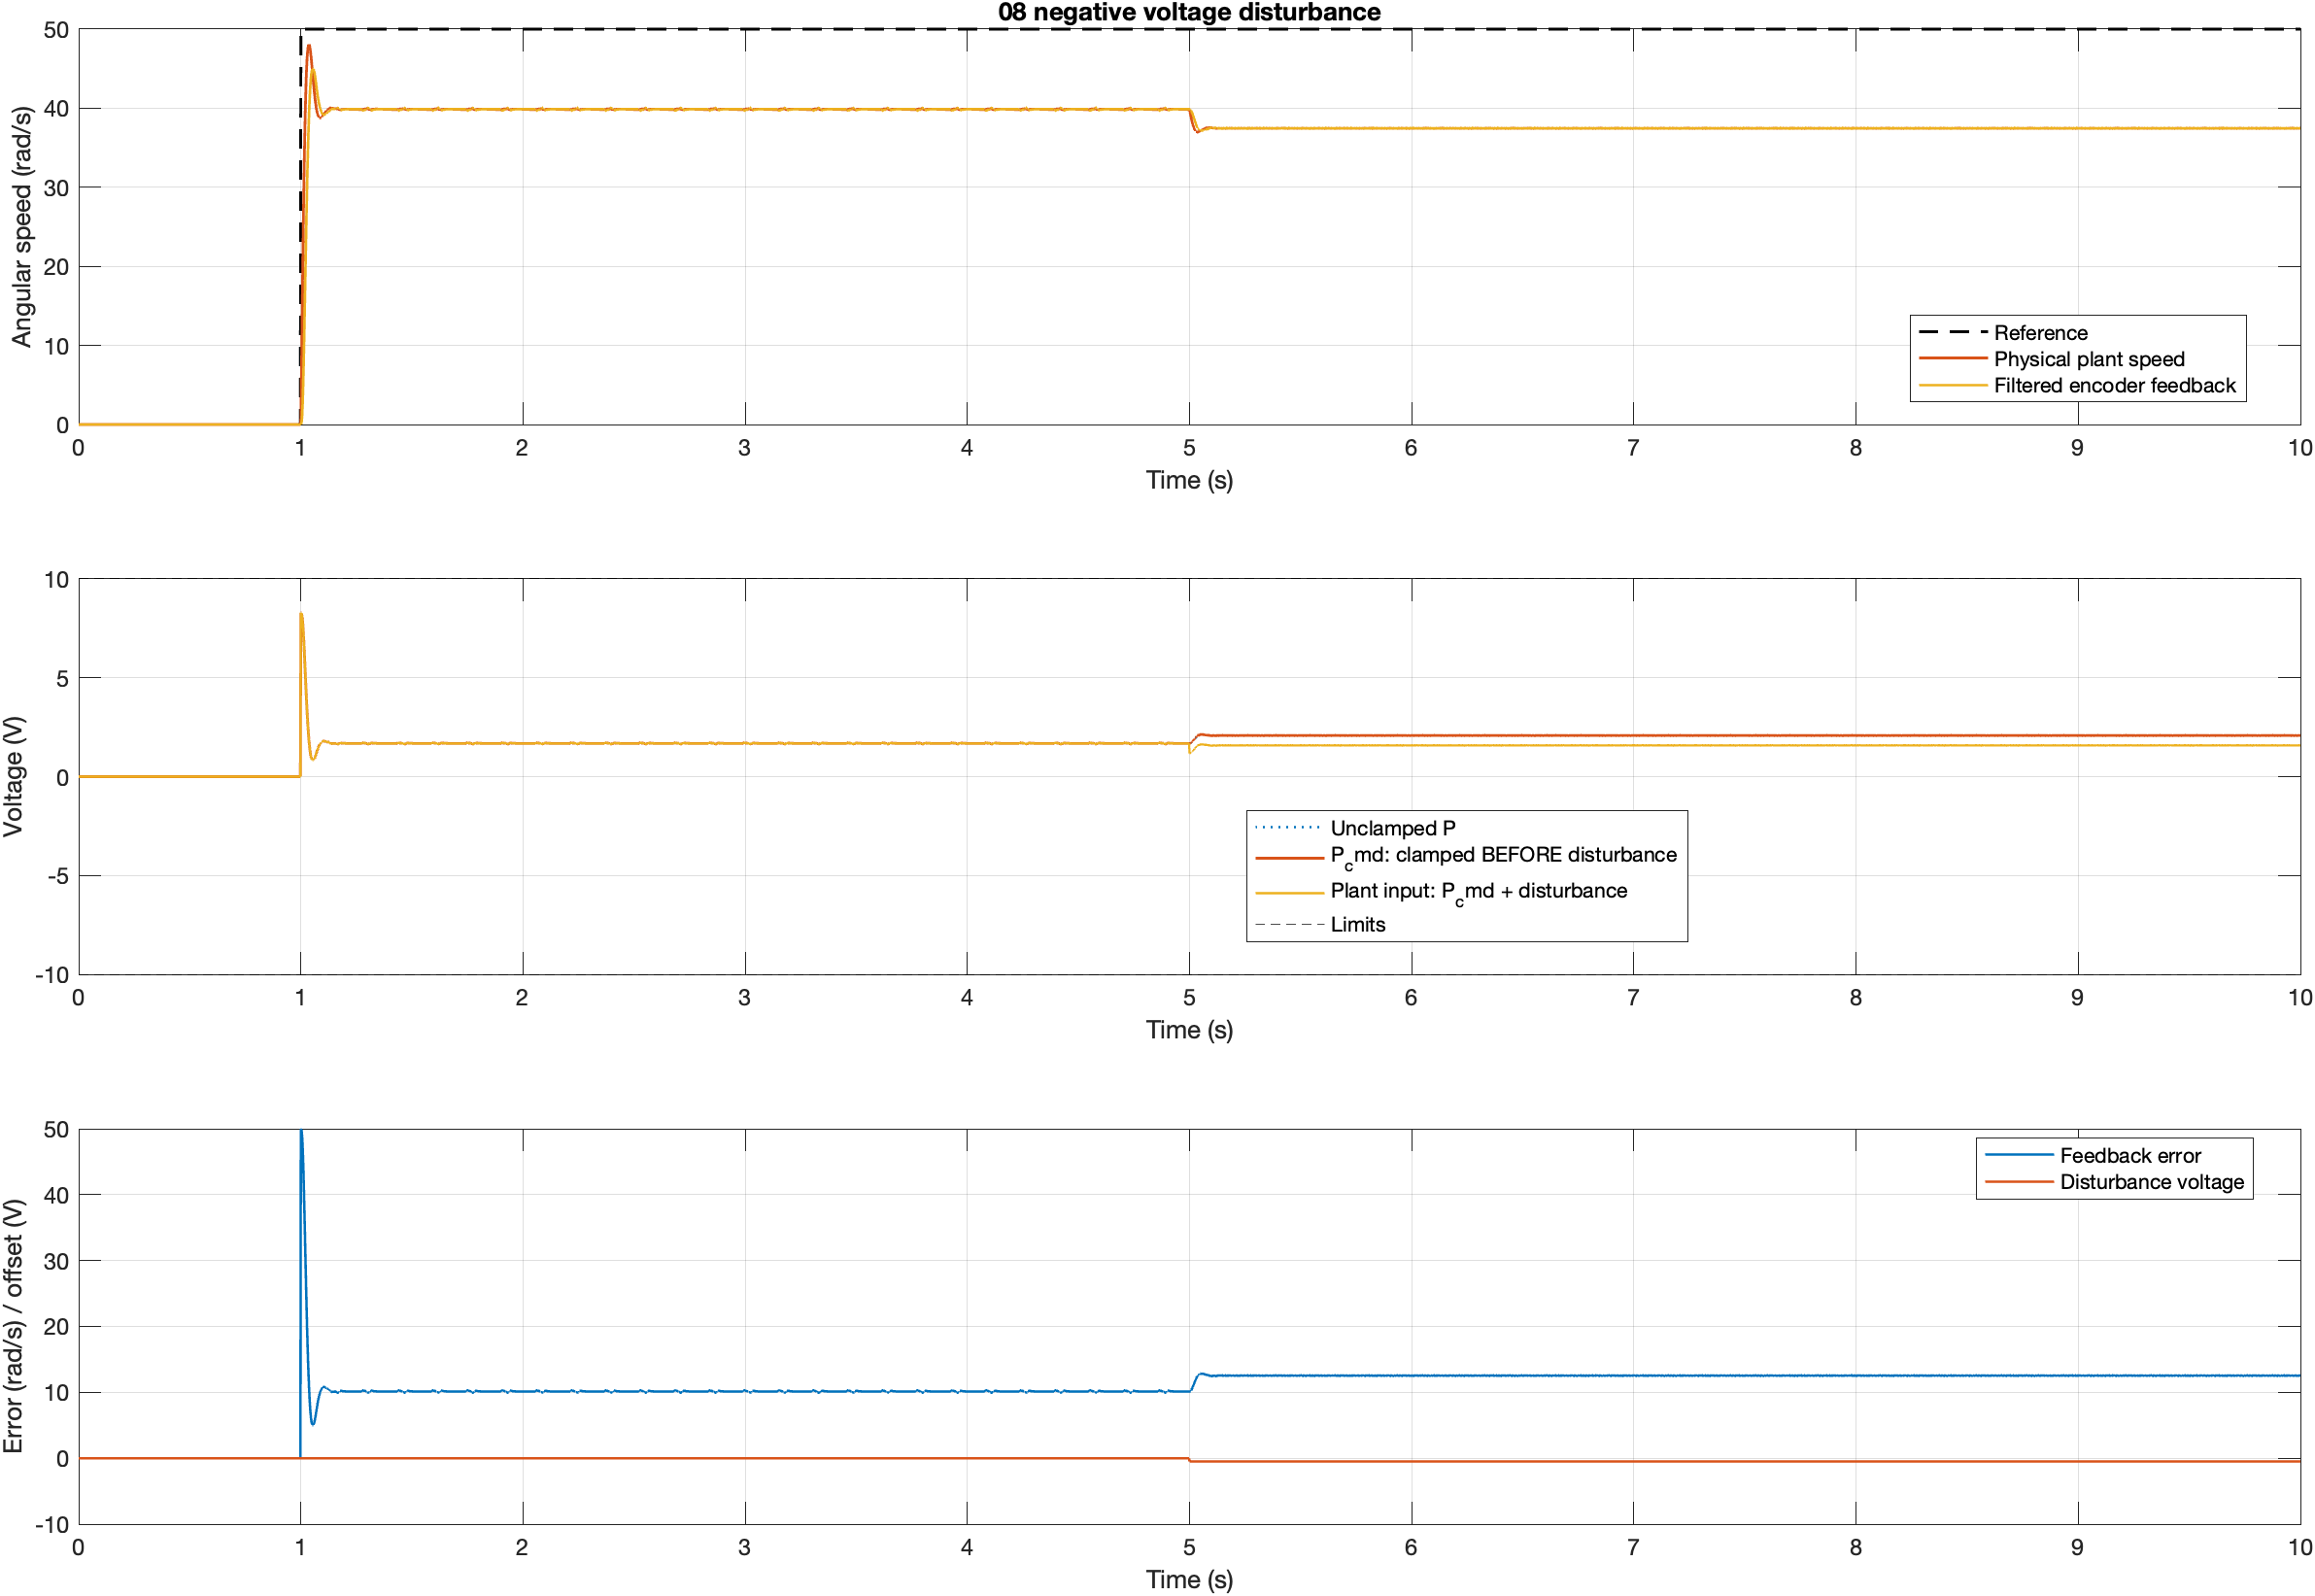 08 negative voltage disturbance
50
40
30
20
10
0
Angular speed (rad/s)
Reference
Physical plant speed
Filtered encoder feedback
0 1 2 3 4 5 6 7 8 9 10
Time (s)
10
5
0
-5
-10
Voltage (V)
Unclamped P
P_cmd: clamped BEFORE disturbance
Plant input: P_cmd + disturbance
Limits
0 1 2 3 4 5 6 7 8 9 10
Time (s)
50
40
30
20
10
0
-10
Error (rad/s) / offset (V)
Feedback error
Disturbance voltage
0 1 2 3 4 5 6 7 8 9 10
Time (s)